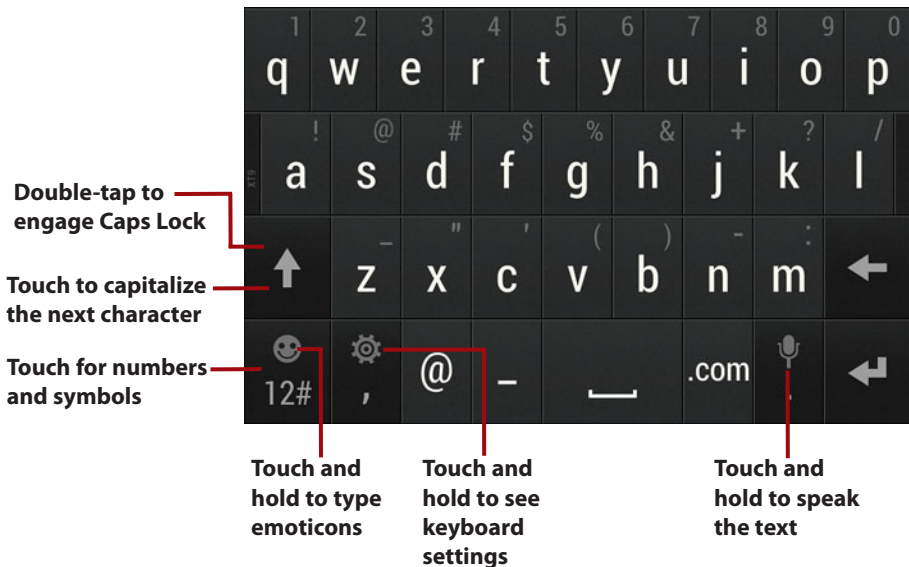 1 2 3 4 5 6 7 8 9 0
q w e r t y u i o p
! @ # $ % & + ? /
XT9 a s d f g h j k l
Double-tap to
engage Caps Lock
_ " ' ( ) - :
z x c v b n m
Touch to capitalize
the next character
Touch for numbers
and symbols
12# , @ _ .com .
Touch and
hold to type
emoticons
Touch and
hold to see
keyboard
settings
Touch and
hold to speak
the text